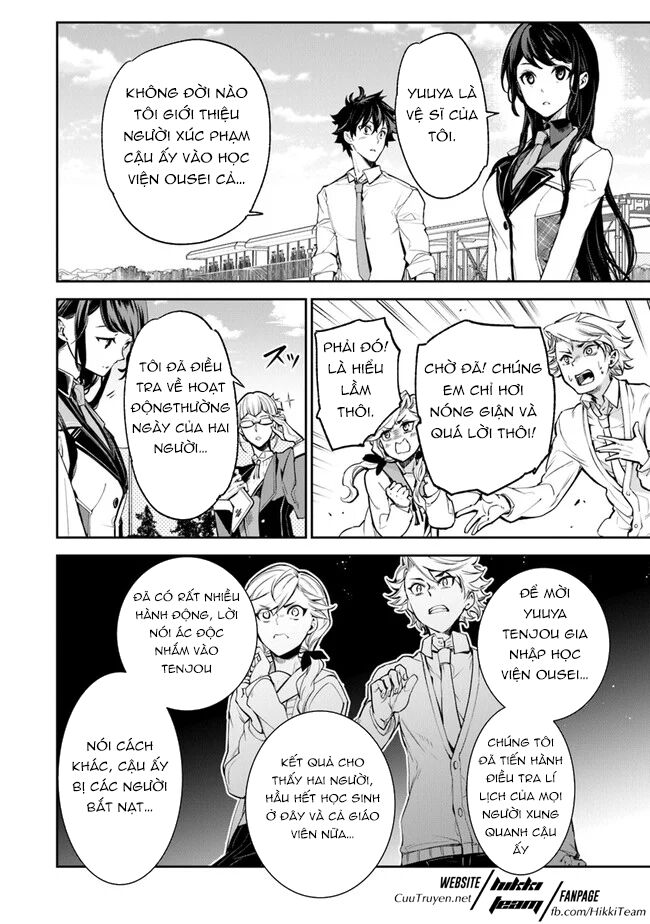 YUUYA LÀ
VỆ SĨ CỦA
TÔI.
KHÔNG ĐỜI NÀO
TÔI GIỚI THIỆU
NGƯỜI XÚC PHẠM
CẬU ẤY VÀO HỌC
VIỆN OUSEI CẢ...
CHỜ ĐÃ! CHÚNG
EM CHỈ HƠI
NÓNG GIẬN VÀ
QUÁ LỜI THÔI!
PHẢI ĐÓ!
LÀ HIỂU
LẦM
THÔI.
スッ
TÔI ĐÃ ĐIỀU
TRA VỀ HOẠT
ĐỘNGTHƯỜNG
NGÀY CỦA HAI
NGƯỜI...
ĐỂ MỜI
YUUYA
TENJOU GIA
NHẬP HỌC
VIỆN OUSEI...
CHÚNG TÔI
ĐÃ TIẾN HÀNH
ĐIỀU TRA LÍ
LỊCH CỦA MỌI
NGƯỜI XUNG
QUANH CẬU
ẤY
KẾT QUẢ CHO
THẤY HAI NGƯỜI,
HẦU HẾT HỌC SINH
Ở ĐÂY VÀ CẢ GIÁO
VIÊN NỮA...
ĐÃ CÓ RẤT NHIỀU
HÀNH ĐỘNG, LỜI
NÓI ÁC ĐỘC
NHẮM VÀO
TENJOU
NÓI CÁCH
KHÁC, CẬU ẤY
BỊ CÁC NGƯỜI
BẮT NẠT...
WEBSITE
CuuTruyen.net
HIKKI
TEAM
FANPAGE
fb.com/HikkiTeam